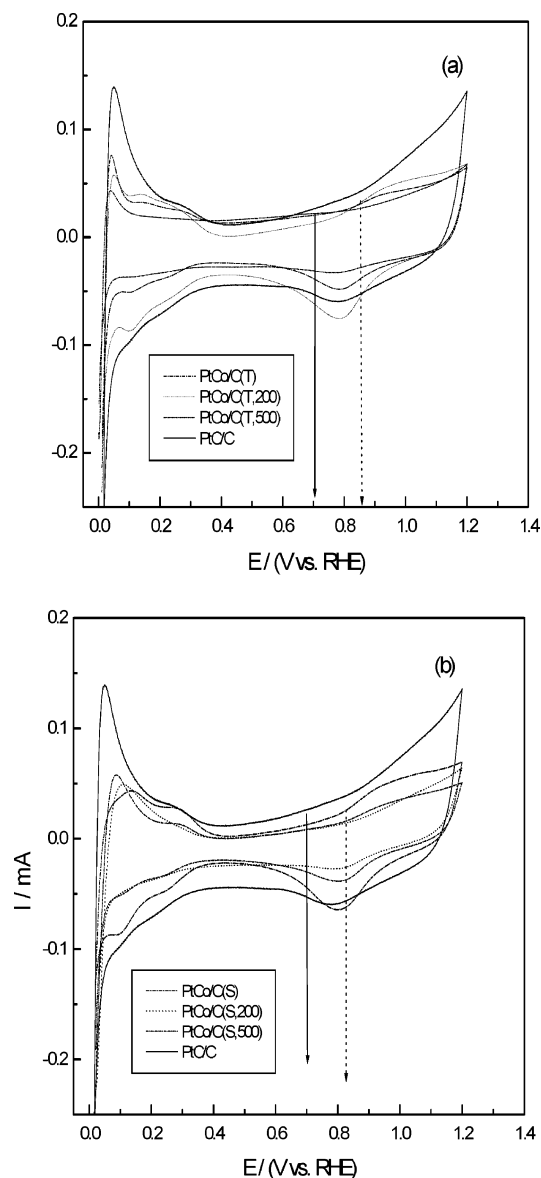 (a)
0.2
0.1
0.0
-0.1
-0.2
PtCo/C(T)
PtCo/C(T,200)
PtCo/C(T,500)
PtC/C
0.0 0.2 0.4 0.6 0.8 1.0 1.2 1.4
E / (V vs. RHE)
(b)
I / mA
0.2
0.1
0.0
-0.1
-0.2
PtCo/C(S)
PtCo/C(S,200)
PtCo/C(S,500)
PtC/C
0.0 0.2 0.4 0.6 0.8 1.0 1.2 1.4
E / (V vs. RHE)